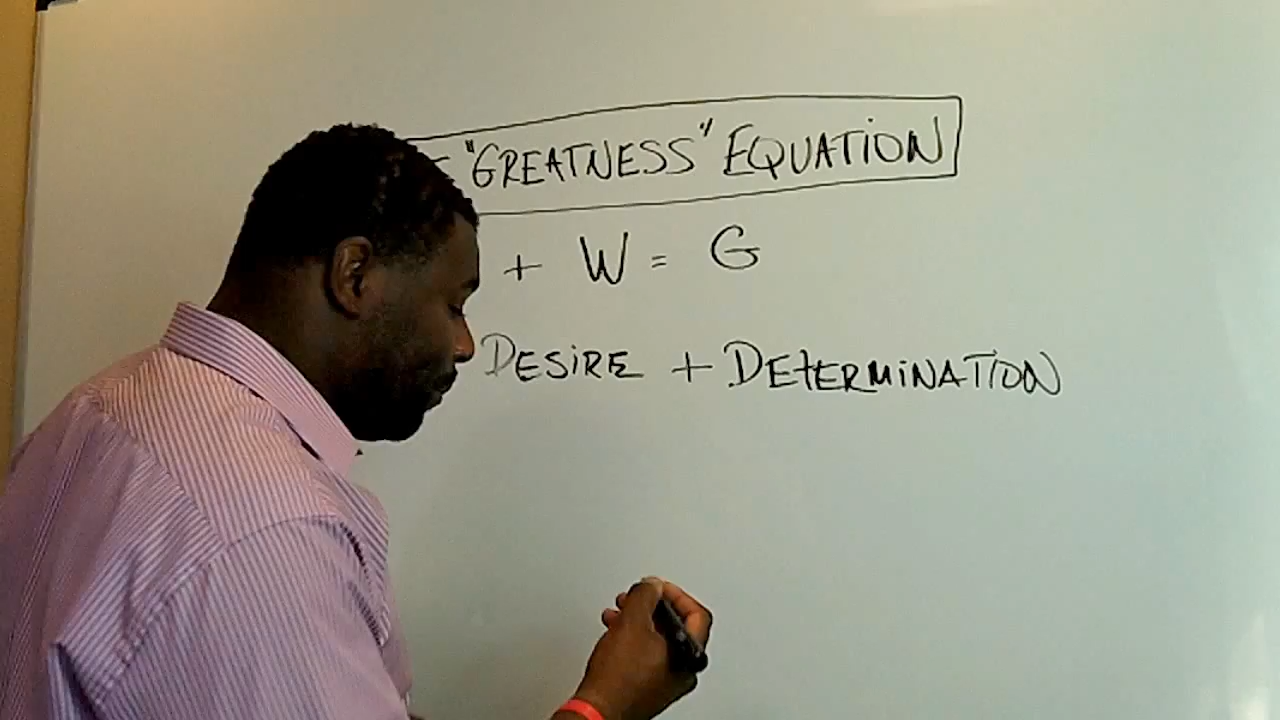 "GREATNESS" EQUATION
+ W = G
DESIRE + DETERMINATION